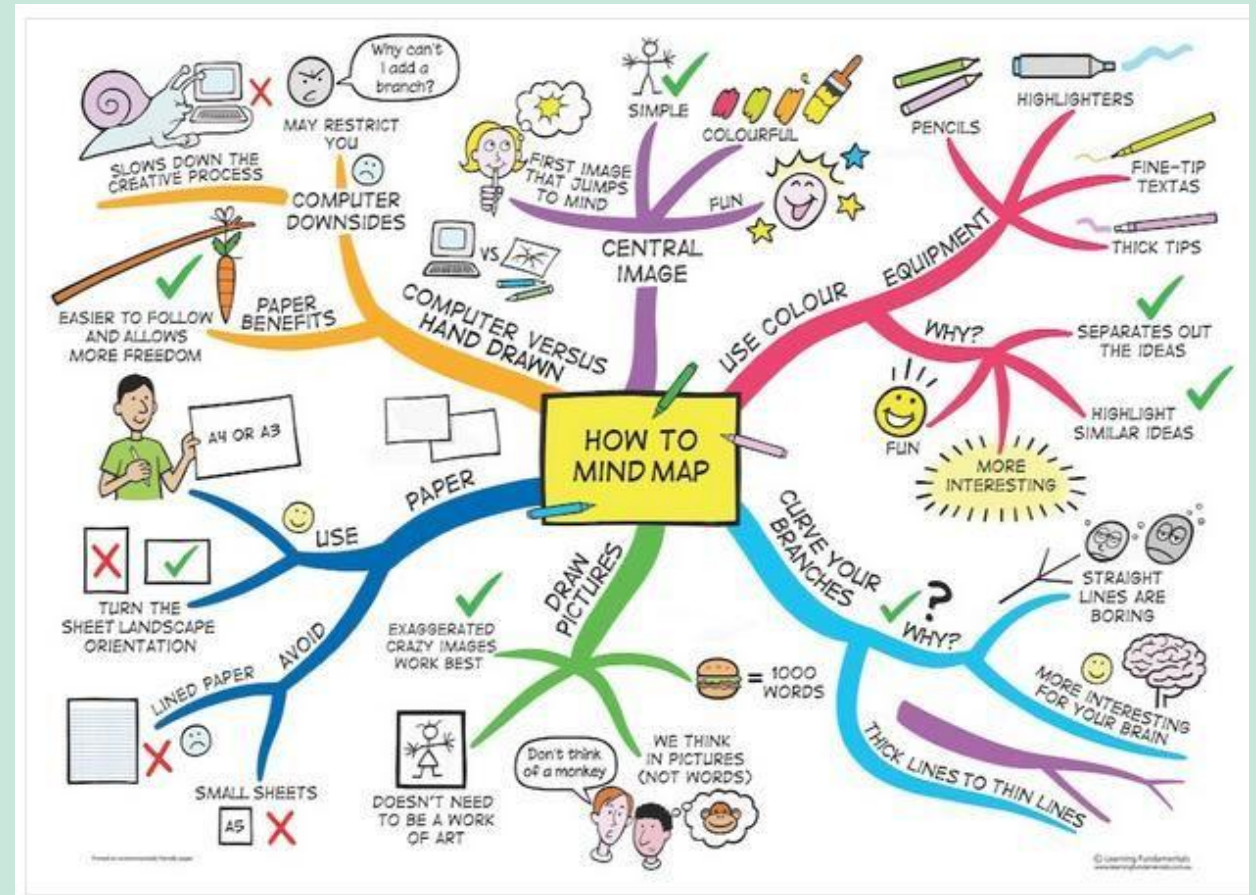 HOW TO
MIND MAP
CENTRAL
IMAGE
FIRST IMAGE
THAT JUMPS
TO MIND
SIMPLE
COLOURFUL
FUN
USE COLOUR
EQUIPMENT
PENCILS
HIGHLIGHTERS
FINE-TIP
TEXTAS
THICK TIPS
WHY?
SEPARATES OUT
THE IDEAS
HIGHLIGHT
SIMILAR IDEAS
MORE
INTERESTING
FUN
CURVE YOUR
BRANCHES
?
WHY?
STRAIGHT
LINES ARE
BORING
MORE INTERESTING
FOR YOUR BRAIN
THICK LINES TO THIN LINES
DRAW
PICTURES
= 1000
WORDS
WE THINK
IN PICTURES
(NOT WORDS)
Don't think
of a monkey
DOESN'T NEED
TO BE A WORK
OF ART
EXAGGERATED
CRAZY IMAGES
WORK BEST
PAPER
USE
A4 OR A3
TURN THE
SHEET LANDSCAPE
ORIENTATION
AVOID
LINED PAPER
SMALL SHEETS
A5
COMPUTER VERSUS
HAND DRAWN
VS
PAPER
BENEFITS
EASIER TO FOLLOW
AND ALLOWS
MORE FREEDOM
COMPUTER
DOWNSIDES
SLOWS DOWN THE
CREATIVE PROCESS
MAY RESTRICT
YOU
Why can't
I add a
branch?
© Learning Fundamentals
www.learningfundamentals.com.au